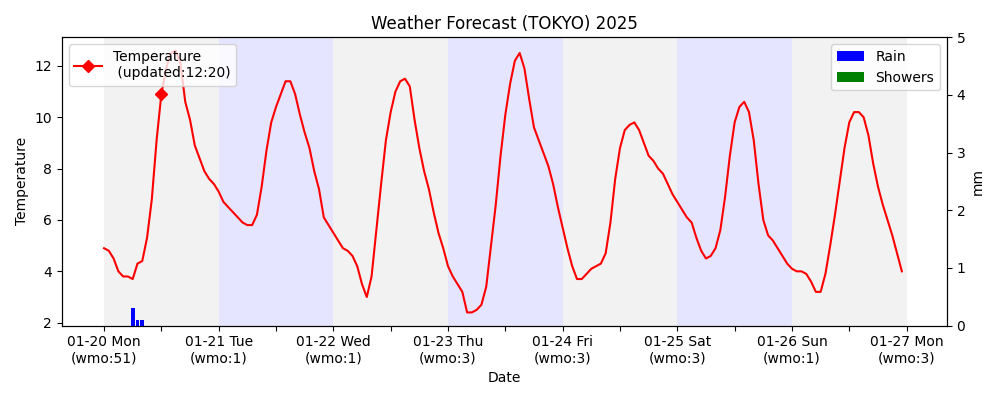 Weather Forecast (TOKYO) 2025
Temperature
(updated:12:20)
Rain
Showers
Temperature
12
10
8
6
4
2
5
4
3
2
1
0
mm
01-20 Mon
(wmo:51)
01-21 Tue
(wmo:1)
01-22 Wed
(wmo:1)
01-23 Thu
(wmo:3)
01-24 Fri
(wmo:3)
01-25 Sat
(wmo:3)
01-26 Sun
(wmo:1)
01-27 Mon
(wmo:3)
Date